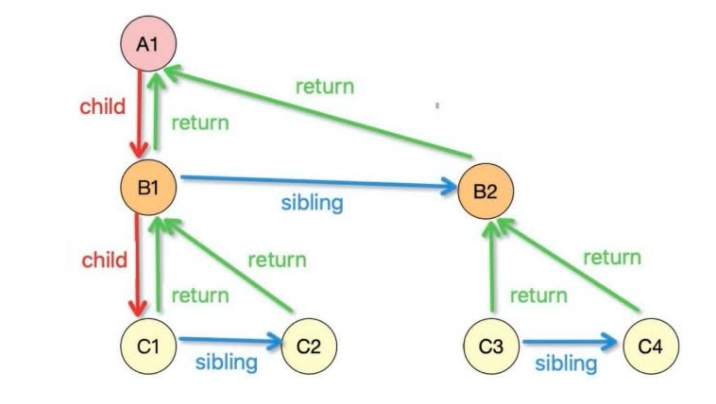 A1
return
child
return
B1
B2
sibling
child
return
return
return
return
C1
C2
C3
C4
sibling
sibling